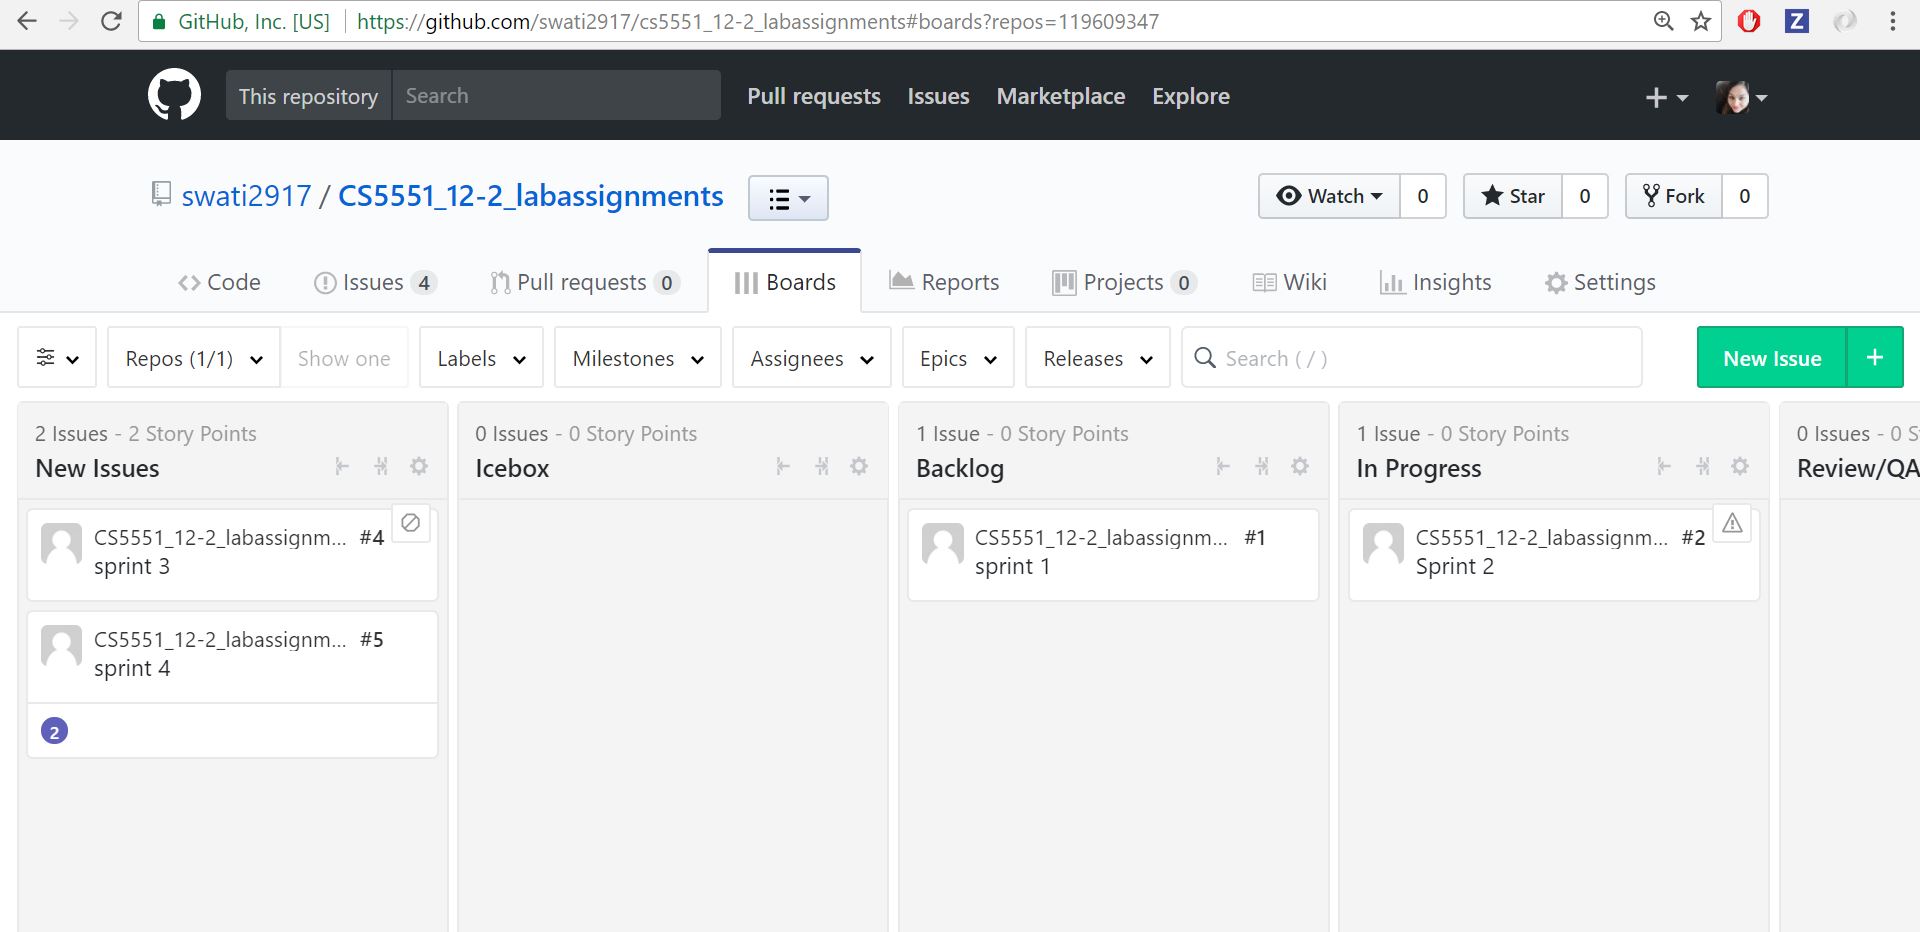 GitHub, Inc. [US] https://github.com/swati2917/cs5551_12-2_labassignments#boards?repos=119609347
Z
This repository Search Pull requests Issues Marketplace Explore
swati2917 / CS5551_12-2_labassignments
Watch 0 Star 0 Fork 0
Code Issues 4 Pull requests 0 Boards Reports Projects 0 Wiki Insights Settings
Repos (1/1) Show one Labels Milestones Assignees Epics Releases Search ( / ) New Issue +
2 Issues - 2 Story Points
New Issues
CS5551_12-2_labassignm... #4
sprint 3
CS5551_12-2_labassignm... #5
sprint 4
2
0 Issues - 0 Story Points
Icebox
1 Issue - 0 Story Points
Backlog
CS5551_12-2_labassignm... #1
sprint 1
1 Issue - 0 Story Points
In Progress
CS5551_12-2_labassignm... #2
Sprint 2
0 Issues - 0 S
Review/QA